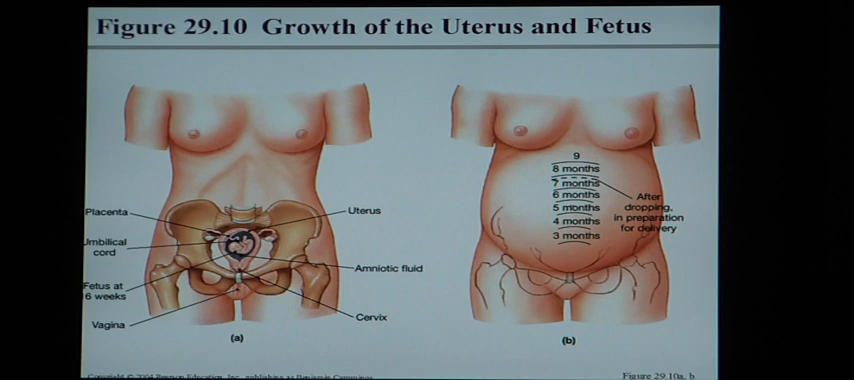 Figure 29.10 Growth of the Uterus and Fetus
Placenta
Uterus
Umbilical
cord
Amniotic fluid
Fetus at
16 weeks
Vagina
Cervix
(a)
9
8 months
7 months
6 months
5 months
4 months
3 months
After
dropping,
in preparation
for delivery
(b)
Copyright © 2004 Pearson Education, Inc., publishing as Benjamin Cummings
Figure 29.10a, b